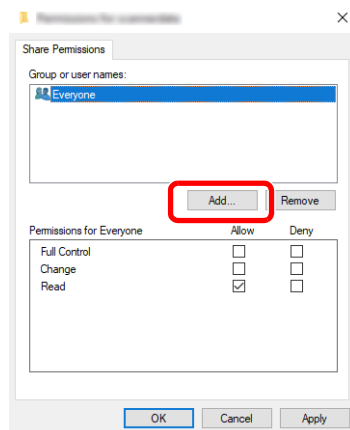 Share Permissions
Group or user names:
Everyone
Add... Remove
Permissions for Everyone Allow Deny
Full Control
Change
Read
OK Cancel Apply